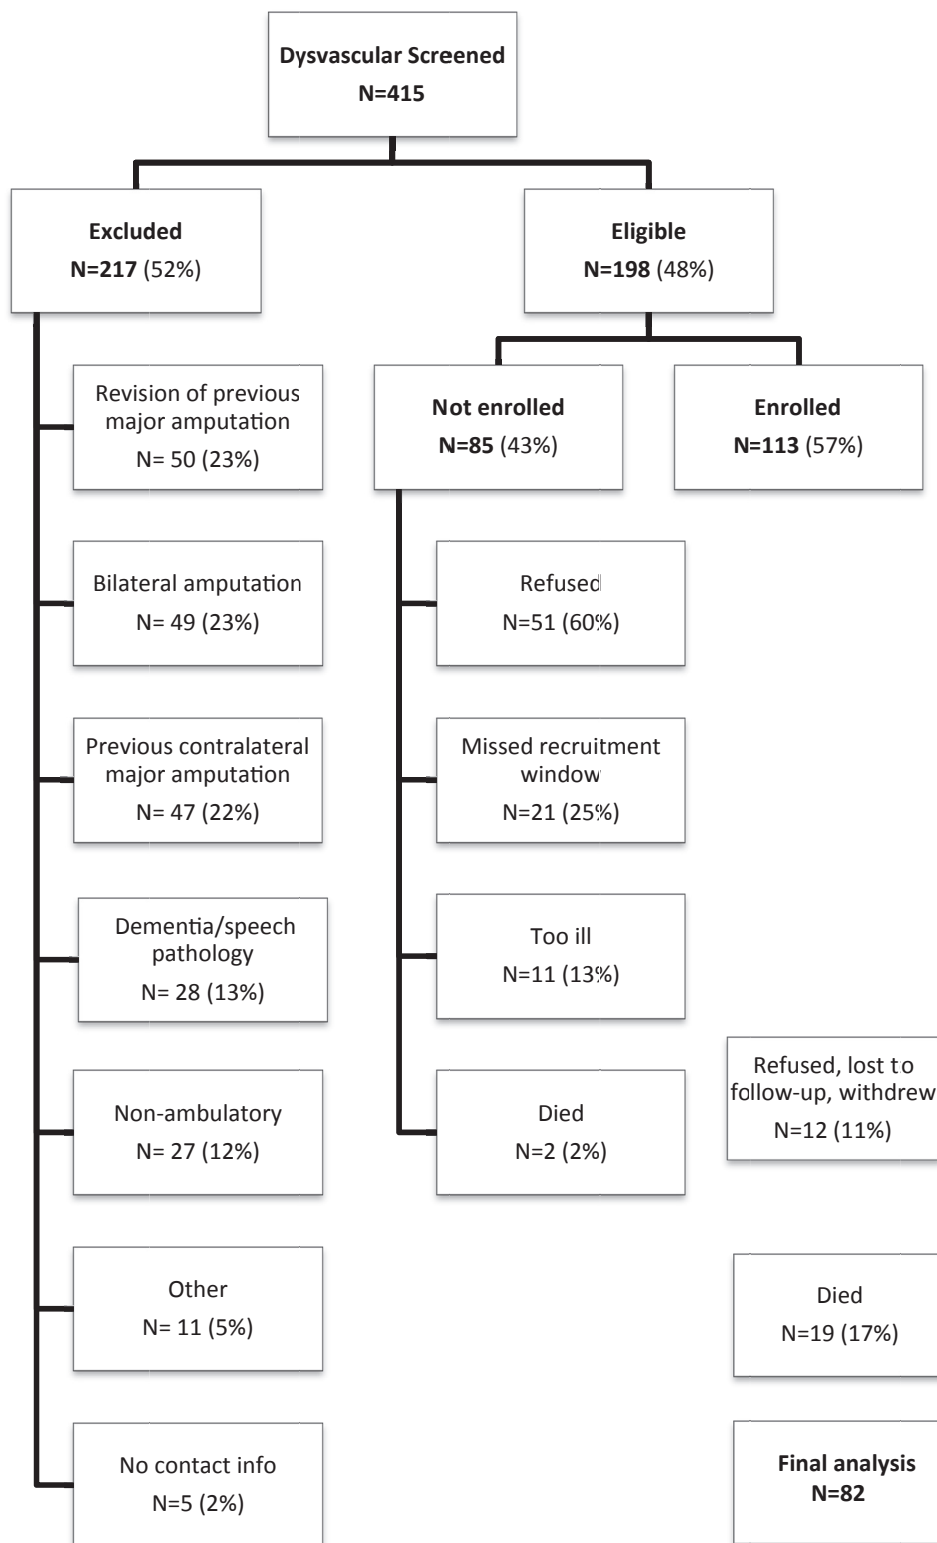 Dysvascular Screened
N=415
Excluded
N=217 (52%)
Eligible
N=198 (48%)
Revision of previous
major amputation
N= 50 (23%)
Bilateral amputation
N= 49 (23%)
Previous contralateral
major amputation
N= 47 (22%)
Dementia/speech
pathology
N= 28 (13%)
Non-ambulatory
N= 27 (12%)
Other
N= 11 (5%)
No contact info
N=5 (2%)
Not enrolled
N=85 (43%)
Enrolled
N=113 (57%)
Refused
N=51 (60%)
Missed recruitment
window
N=21 (25%)
Too ill
N=11 (13%)
Died
N=2 (2%)
Refused, lost to
follow-up, withdrew
N=12 (11%)
Died
N=19 (17%)
Final analysis
N=82